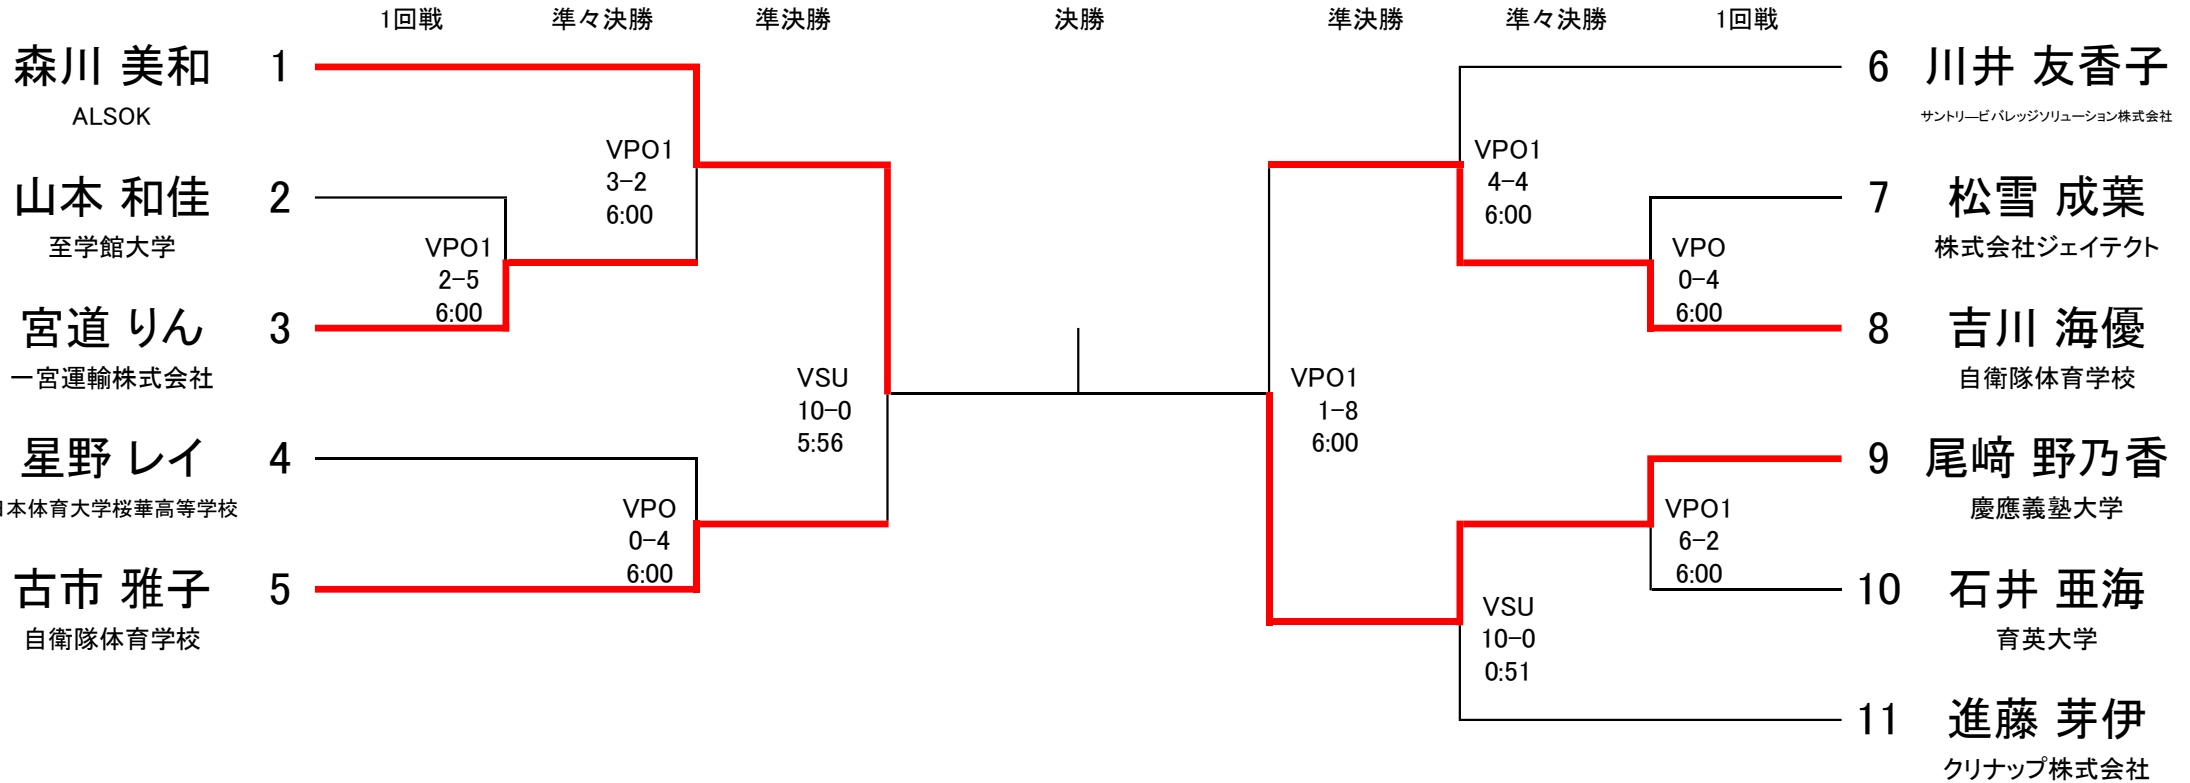 1回戦 準々決勝 準決勝 決勝 準決勝 準々決勝 1回戦
森川 美和 1
ALSOK
山本 和佳 2
至学館大学
宮道 りん 3
一宮運輸株式会社
星野 レイ 4
日本体育大学桜華高等学校
古市 雅子 5
自衛隊体育学校
VPO1
2-5
6:00
VPO1
3-2
6:00
VPO
0-4
6:00
VSU
10-0
5:56
VPO1
1-8
6:00
VPO1
4-4
6:00
VSU
10-0
0:51
VPO
0-4
6:00
VPO1
6-2
6:00
6 川井 友香子
サントリ―ビバレッジソリューション株式会社
7 松雪 成葉
株式会社ジェイテクト
8 吉川 海優
自衛隊体育学校
9 尾﨑 野乃香
慶應義塾大学
10 石井 亜海
育英大学
11 進藤 芽伊
クリナップ株式会社